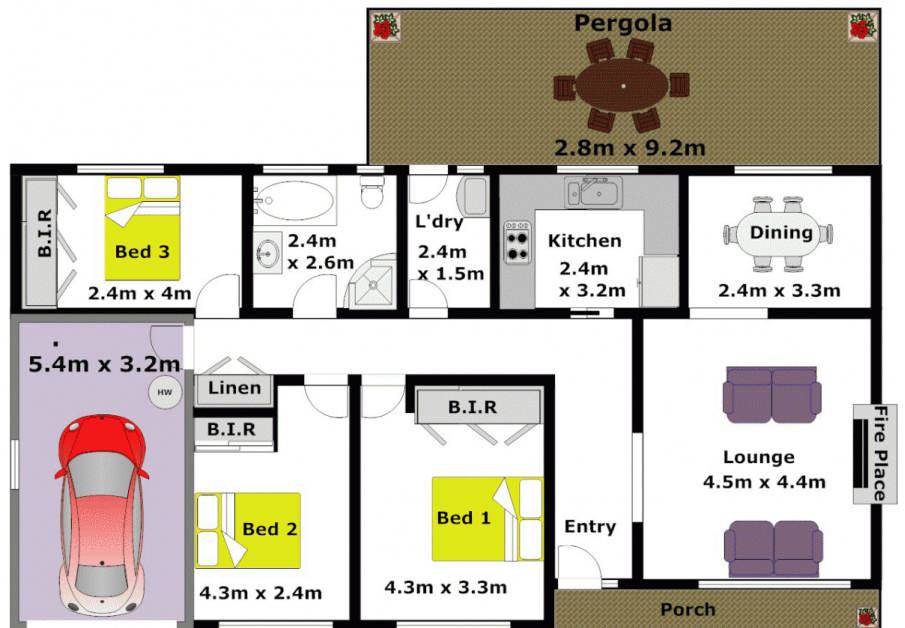 Pergola
2.8m x 9.2m
B.I.R
Bed 3
2.4m x 4m
2.4m
x 2.6m
L'dry
2.4m
x 1.5m
Kitchen
2.4m
x 3.2m
Dining
2.4m x 3.3m
5.4m x 3.2m
HW
Linen
B.I.R
B.I.R
Bed 2
4.3m x 2.4m
Bed 1
4.3m x 3.3m
Entry
Lounge
4.5m x 4.4m
Fire Place
Porch